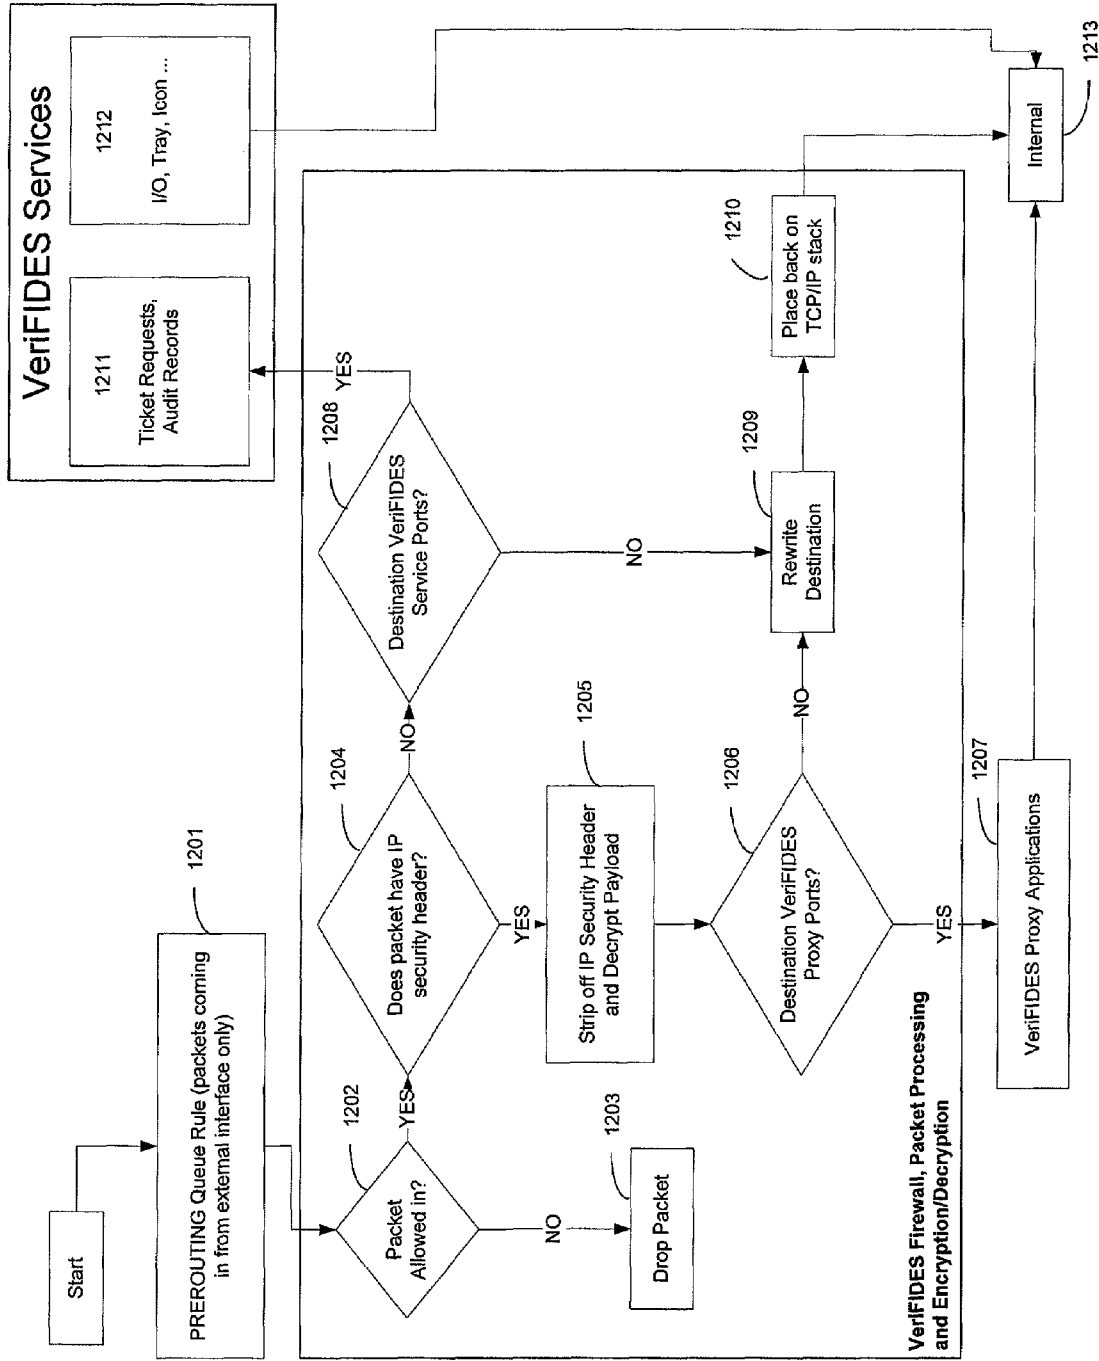 Start
1201
PREROUTING Queue Rule (packets coming
in from external interface only)
1202
Packet
Allowed in?
YES
NO
1203
Drop Packet
1204
Does packet have IP
security header?
NO
YES
1205
Strip off IP Security Header
and Decrypt Payload
1206
Destination VeriFIDES
Proxy Ports?
NO
YES
1207
VeriFIDES Proxy Applications
1208
Destination VeriFIDES
Service Ports?
YES
NO
1209
Rewrite
Destination
1210
Place back on
TCP/IP stack
VeriFIDES Firewall, Packet Processing
and Encryption/Decryption
VeriFIDES Services
1211
Ticket Requests,
Audit Records
1212
I/O, Tray, Icon ...
Internal
1213